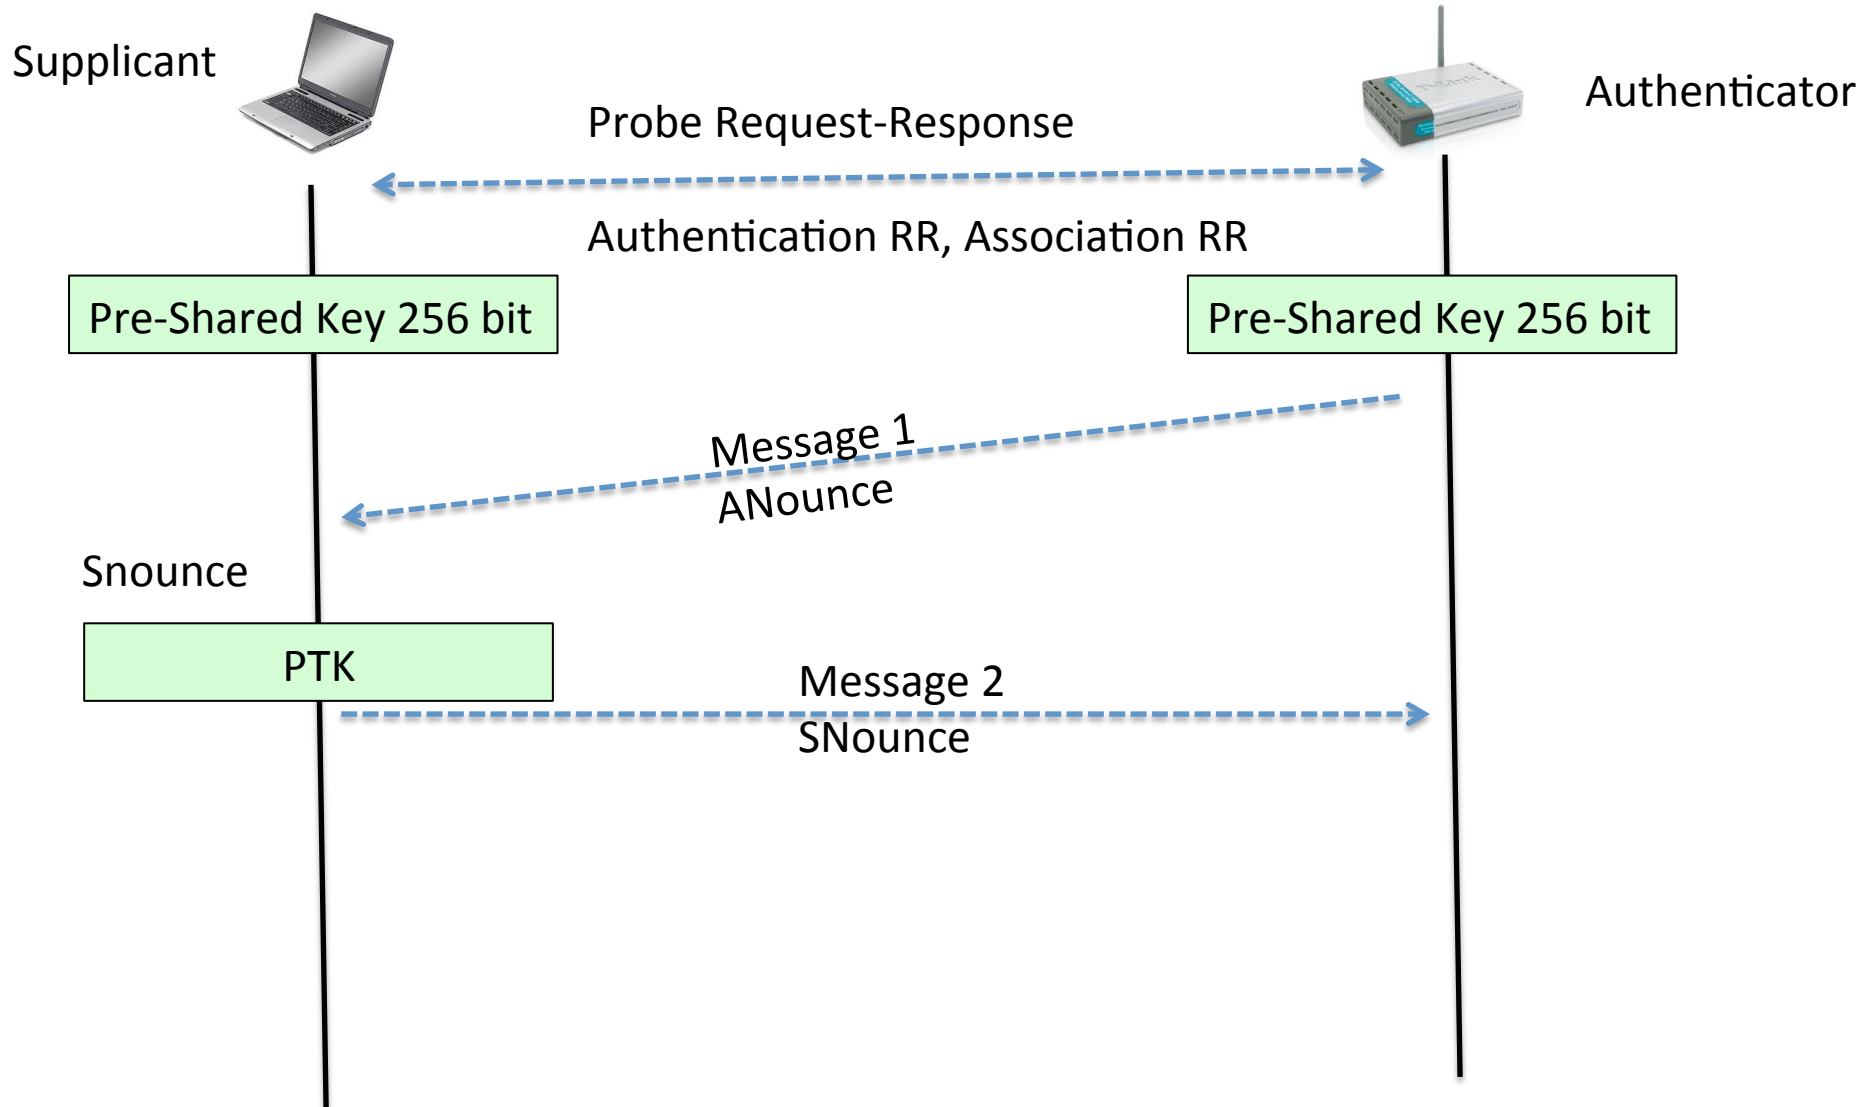 Supplicant
Authenticator
Probe Request-Response
Authentication RR, Association RR
Pre-Shared Key 256 bit
Pre-Shared Key 256 bit
Message 1
ANounce
Snounce
PTK
Message 2
SNounce
D-Link